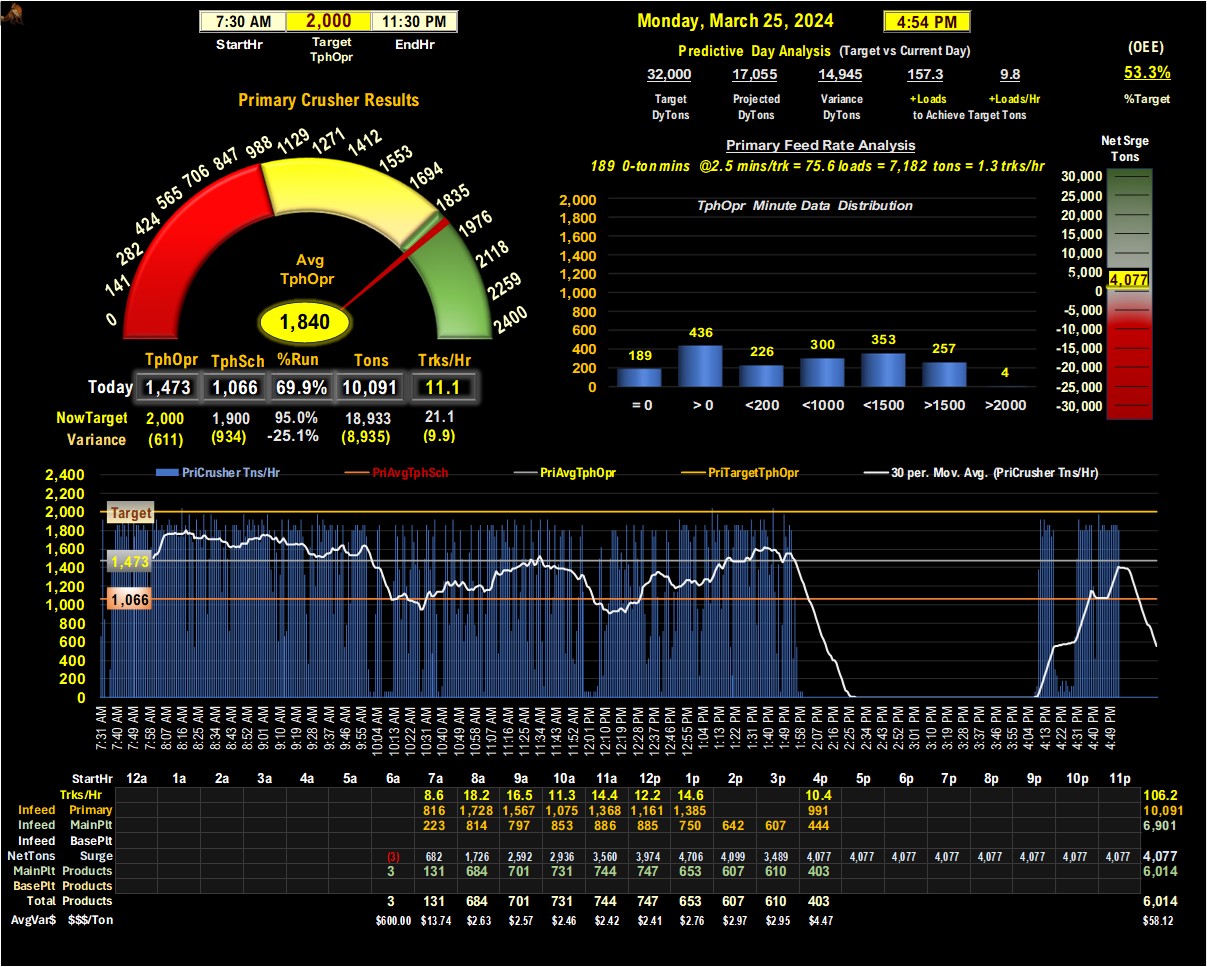 7:30 AM 2,000 11:30 PM
StartHr Target TphOpr EndHr
Monday, March 25, 2024 4:54 PM
Predictive Day Analysis (Target vs Current Day)
32,000 17,055 14,945 157.3 9.8
Target Projected Variance +Loads +Loads/Hr
DyTons DyTons DyTons to Achieve Target Tons
(OEE)
53.3%
%Target
Primary Crusher Results
0 141 282 424 565 706 847 988 1129 1271 1412 1553 1694 1835 1976 2118 2259 2400
Avg
TphOpr
1,840
TphOpr TphSch %Run Tons Trks/Hr
Today 1,473 1,066 69.9% 10,091 11.1
NowTarget 2,000 1,900 95.0% 18,933 21.1
Variance (611) (934) -25.1% (8,935) (9.9)
Primary Feed Rate Analysis
189 0-ton mins @2.5 mins/trk = 75.6 loads = 7,182 tons = 1.3 trks/hr
TphOpr Minute Data Distribution
2,000
1,800
1,600
1,400
1,200
1,000
800
600
400
200
0
189 436 226 300 353 257 4
= 0 > 0 <200 <1000 <1500 >1500 >2000
Net Srge
Tons
30,000
25,000
20,000
15,000
10,000
5,000
4,077
0
-5,000
-10,000
-15,000
-20,000
-25,000
-30,000
PriCrusher Tns/Hr PriAvgTphSch PriAvgTphOpr PriTargetTphOpr 30 per. Mov. Avg. (PriCrusher Tns/Hr)
2,400
2,200
2,000
1,800
1,600
1,400
1,200
1,000
800
600
400
200
0
Target
1,473
1,066
7:31 AM 7:40 AM 7:49 AM 7:58 AM 8:07 AM 8:16 AM 8:25 AM 8:34 AM 8:43 AM 8:52 AM 9:01 AM 9:10 AM 9:19 AM 9:28 AM 9:37 AM 9:46 AM 9:55 AM 10:04 AM 10:13 AM 10:22 AM 10:31 AM 10:40 AM 10:49 AM 10:58 AM 11:07 AM 11:16 AM 11:25 AM 11:34 AM 11:43 AM 11:52 AM 12:01 PM 12:10 PM 12:19 PM 12:28 PM 12:37 PM 12:46 PM 12:55 PM 1:04 PM 1:13 PM 1:22 PM 1:31 PM 1:40 PM 1:49 PM 1:58 PM 2:07 PM 2:16 PM 2:25 PM 2:34 PM 2:43 PM 2:52 PM 3:01 PM 3:10 PM 3:19 PM 3:28 PM 3:37 PM 3:46 PM 3:55 PM 4:04 PM 4:13 PM 4:22 PM 4:31 PM 4:40 PM 4:49 PM
StartHr 12a 1a 2a 3a 4a 5a 6a 7a 8a 9a 10a 11a 12p 1p 2p 3p 4p 5p 6p 7p 8p 9p 10p 11p
Trks/Hr 8.6 18.2 16.5 11.3 14.4 12.2 14.6 10.4 106.2
Infeed Primary 816 1,728 1,567 1,075 1,368 1,161 1,385 991 10,091
Infeed MainPlt 223 814 797 853 886 885 750 642 607 444 6,901
Infeed BasePlt
NetTons Surge (3) 682 1,726 2,592 2,936 3,560 3,974 4,706 4,099 3,489 4,077 4,077 4,077 4,077 4,077 4,077 4,077 4,077 4,077
MainPlt Products 3 131 684 701 731 744 747 653 607 610 403 6,014
BasePlt Products
Total Products 3 131 684 701 731 744 747 653 607 610 403 6,014
AvgVar$ $$$/Ton $600.00 $13.74 $2.63 $2.57 $2.46 $2.42 $2.41 $2.76 $2.97 $2.95 $4.47 $58.12